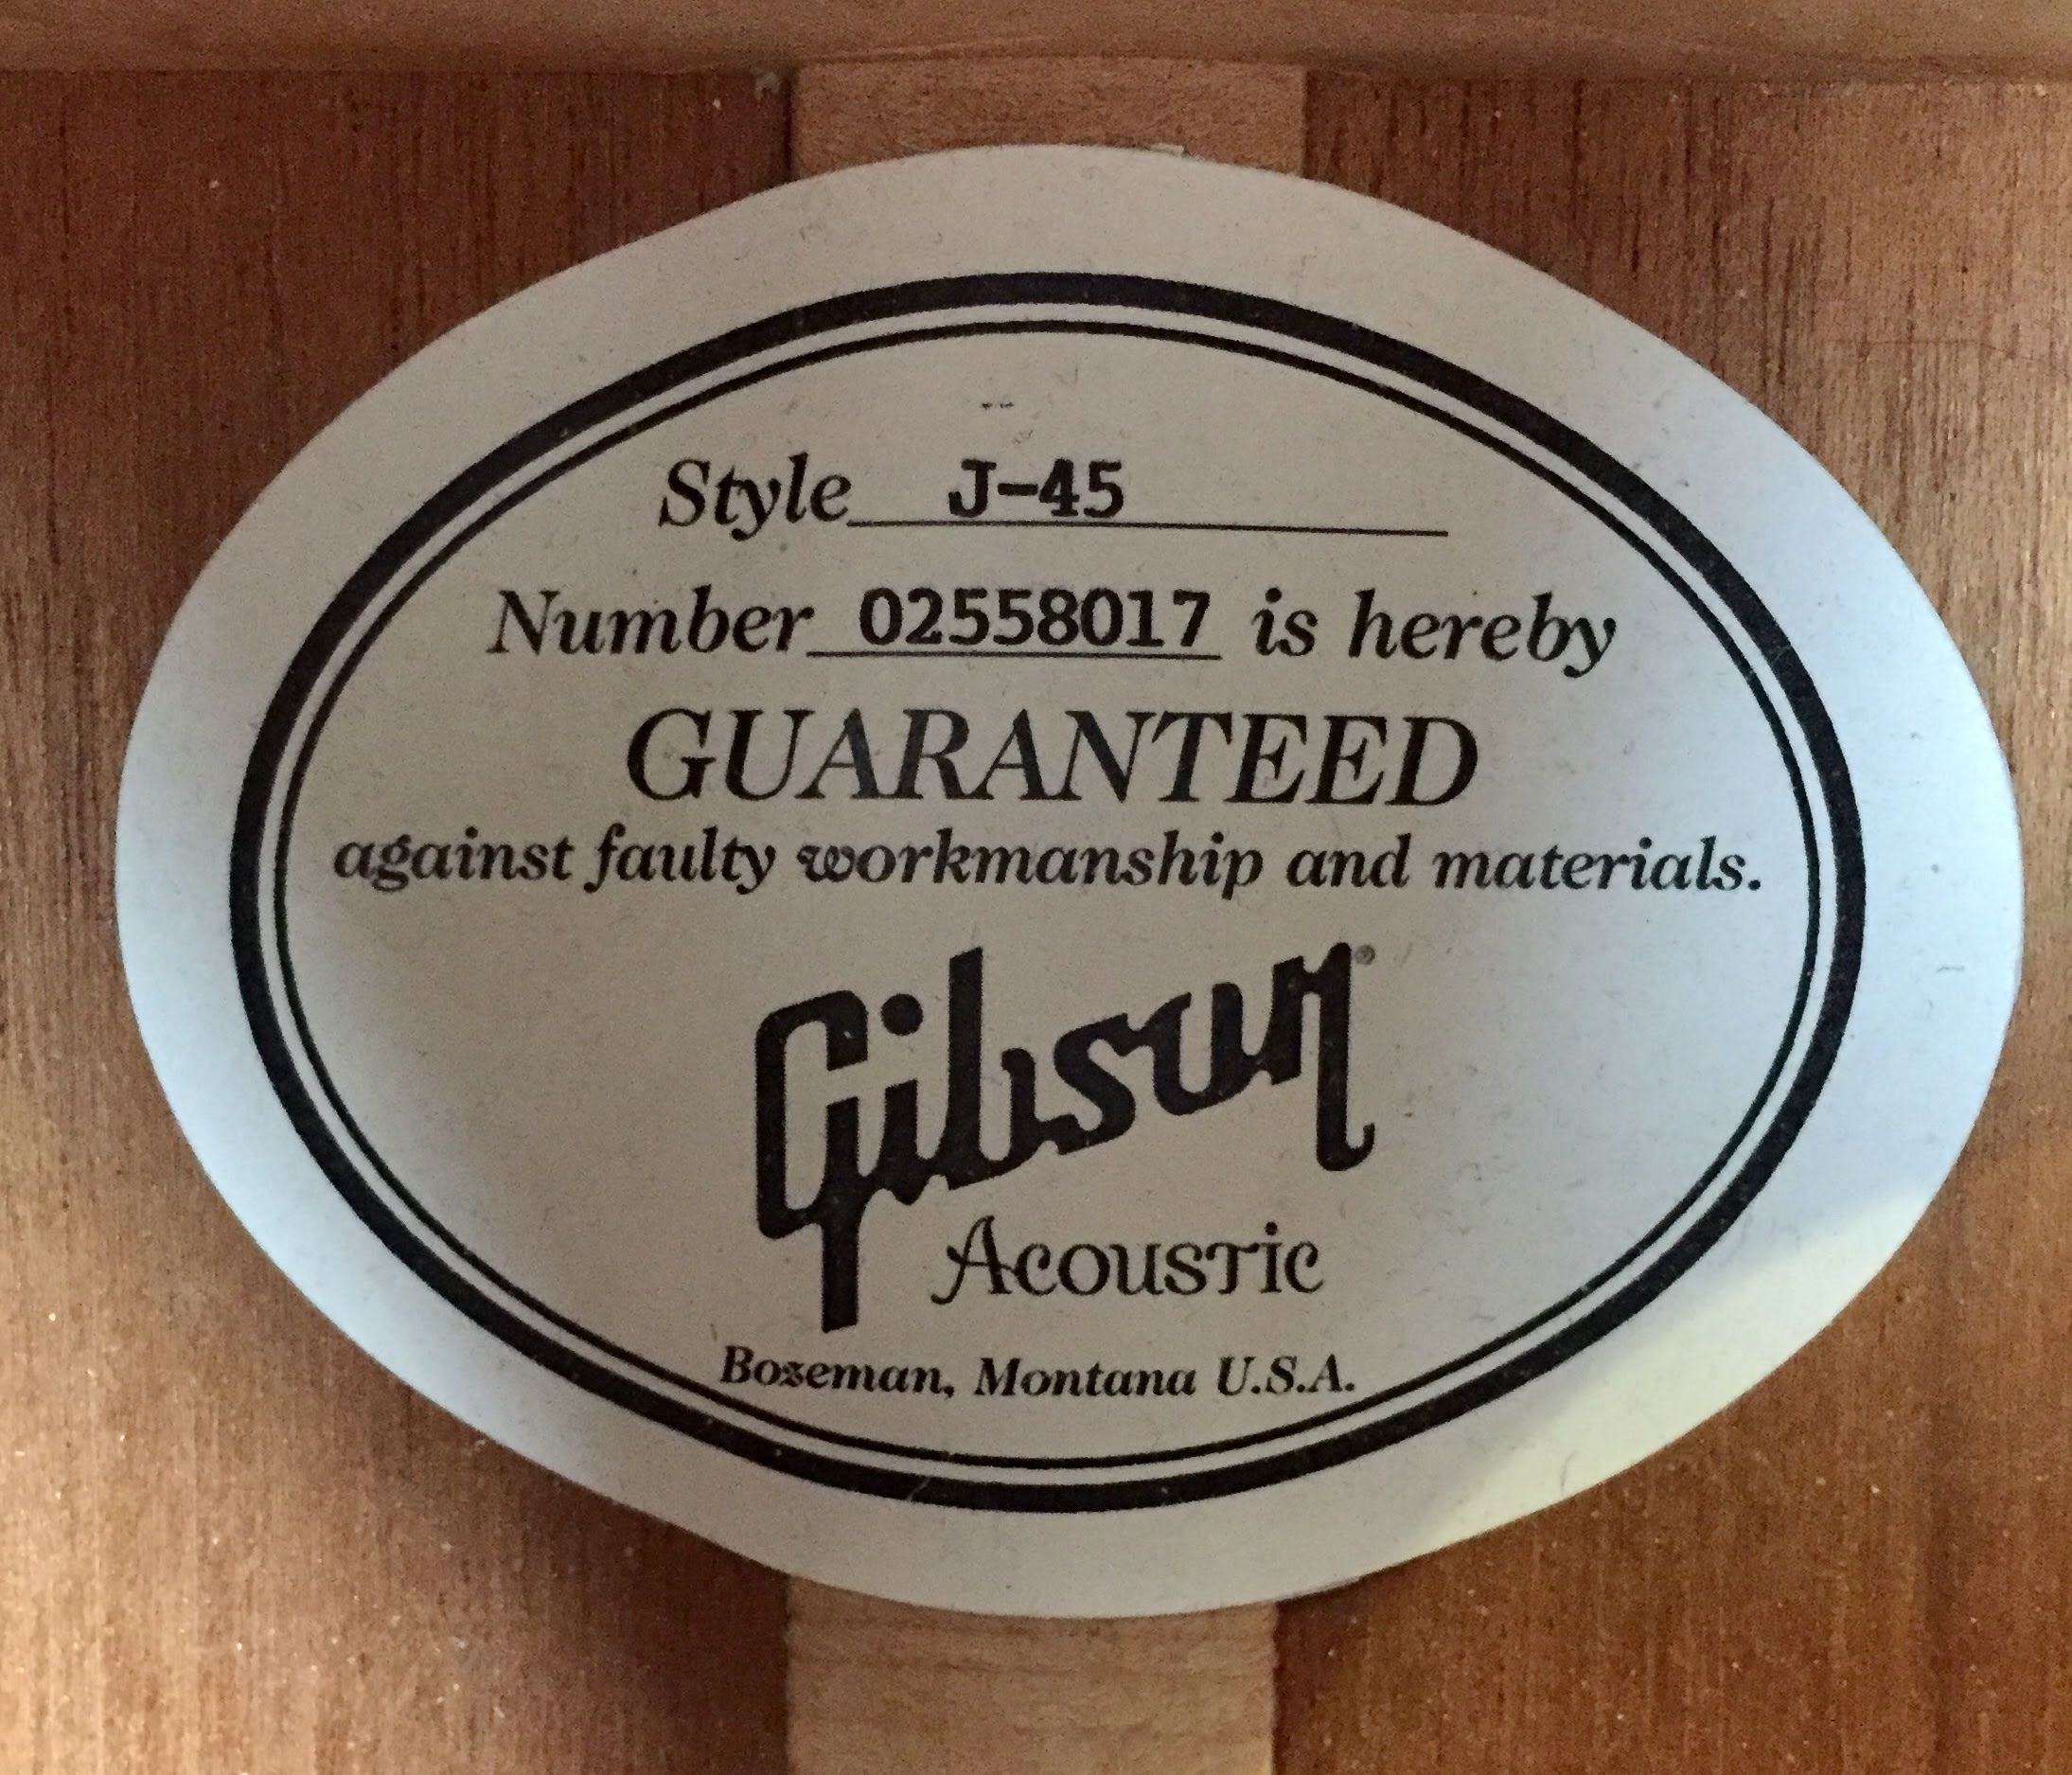 Style J-45
Number 02558017 is hereby
GUARANTEED
against faulty workmanship and materials.
Gibson®
Acoustic
Bozeman, Montana U.S.A.